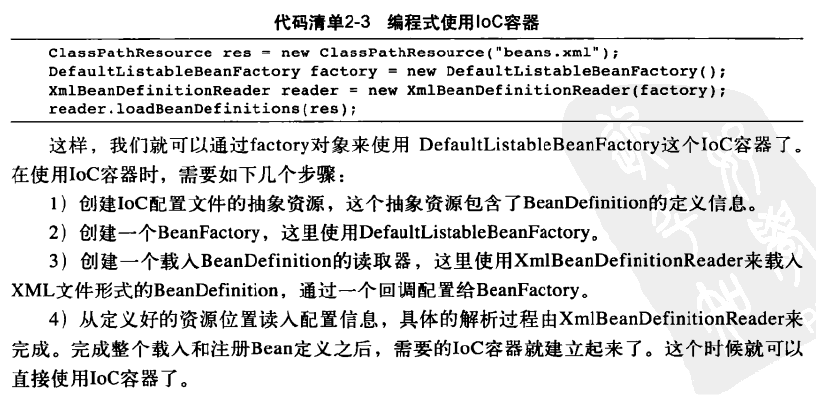 代码清单2-3 编程式使用IoC容器
ClassPathResource res = new ClassPathResource("beans.xml");
DefaultListableBeanFactory factory = new DefaultListableBeanFactory();
XmlBeanDefinitionReader reader = new XmlBeanDefinitionReader(factory);
reader.loadBeanDefinitions(res);
这样，我们就可以通过factory对象来使用 DefaultListableBeanFactory这个IoC容器了。
在使用IoC容器时，需要如下几个步骤：
1）创建IoC配置文件的抽象资源，这个抽象资源包含了BeanDefinition的定义信息。
2）创建一个BeanFactory，这里使用DefaultListableBeanFactory。
3）创建一个载入BeanDefinition的读取器，这里使用XmlBeanDefinitionReader来载入
XML文件形式的BeanDefinition，通过一个回调配置给BeanFactory。
4）从定义好的资源位置读入配置信息，具体的解析过程由XmlBeanDefinitionReader来
完成。完成整个载入和注册Bean定义之后，需要的IoC容器就建立起来了。这个时候就可以
直接使用IoC容器了。